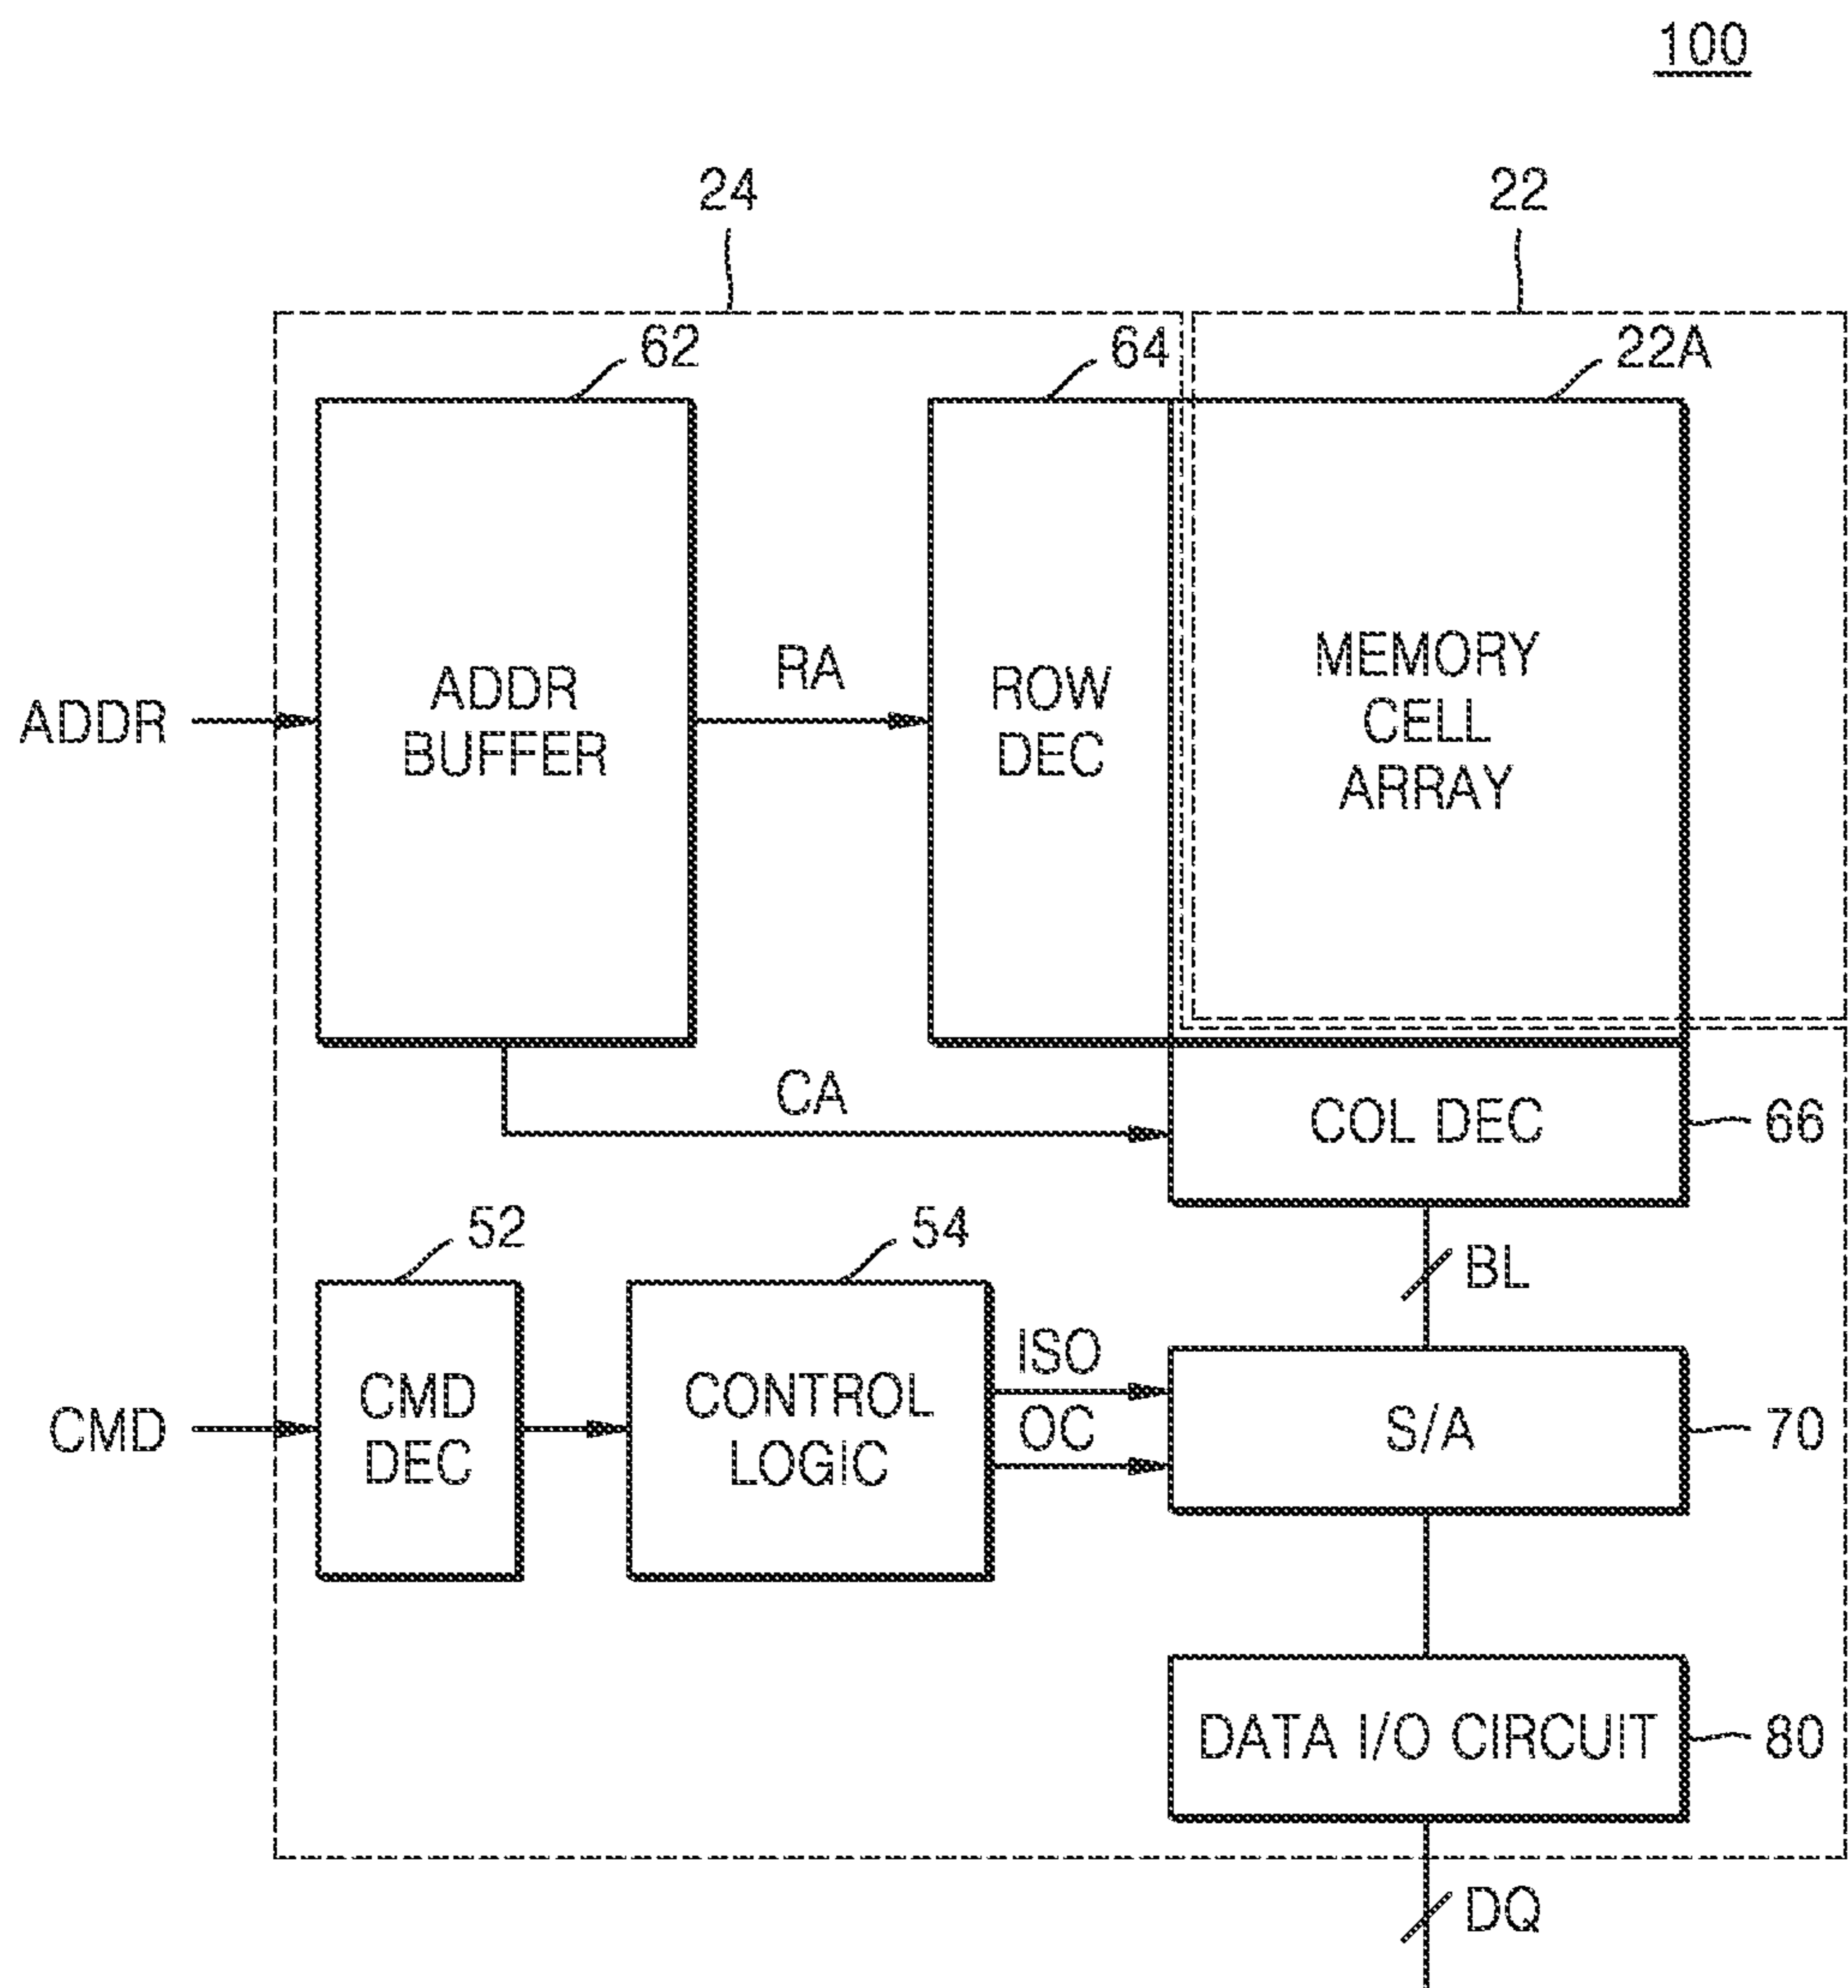 100
24
22
62
64
22A
ADDR
ADDR
BUFFER
RA
ROW
DEC
MEMORY
CELL
ARRAY
CA
COL DEC
66
52
54
BL
CMD
CMD
DEC
CONTROL
LOGIC
ISO
OC
S/A
70
DATA I/O CIRCUIT
80
DQ